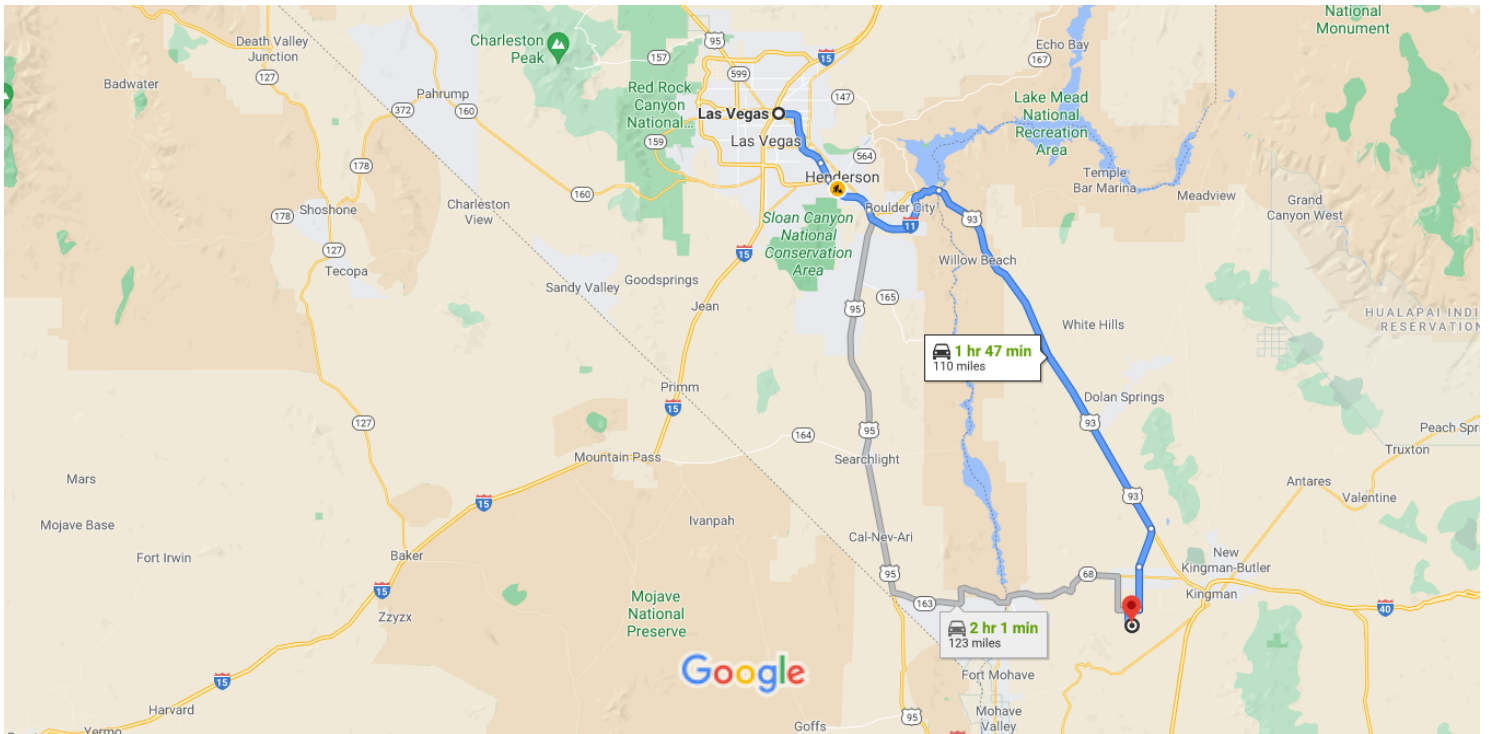 National
Monument
Charleston
Peak
95
15
Death Valley
Junction
127
157
Echo Bay
167
599
Badwater
Pahrump
372
160
Red Rock
Canyon
National...
147
Lake Mead
National
Recreation
Area
Las Vegas
Las Vegas
159
564
178
Henderson
Temple
Bar Marina
Meadview
160
Shoshone
178
Charleston
View
Boulder City
Grand
Canyon West
Sloan Canyon
National
Conservation
Area
11
93
127
Tecopa
15
Willow Beach
Sandy Valley
Goodsprings
165
Jean
95
HUALAPAI INDI
RESERVATION
White Hills
1 hr 47 min
110 miles
Primm
15
Dolan Springs
127
93
164
95
Peach Spri
Mountain Pass
Searchlight
Truxton
Mars
Antares
93
Valentine
15
Mojave Base
Ivanpah
Cal-Nev-Ari
Fort Irwin
Baker
New
Kingman-Butler
95
68
15
Kingman
Zzyzx
Mojave
National
Preserve
163
40
2 hr 1 min
123 miles
Google
Fort Mohave
15
Harvard
Mohave
Valley
95
Goffs
Yermo